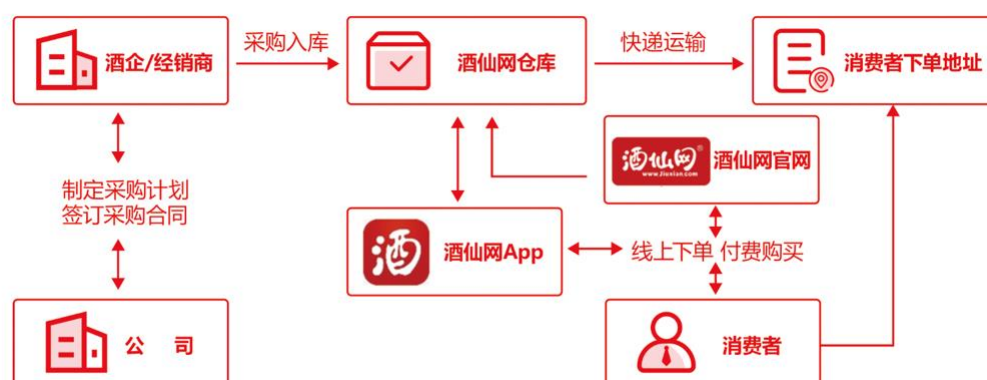 酒企/经销商
采购入库
酒仙网仓库
快递运输
消费者下单地址
酒仙网®
www.jiuxian.com
酒仙网官网
制定采购计划
签订采购合同
酒
酒仙网App
线上下单 付费购买
公 司
消费者